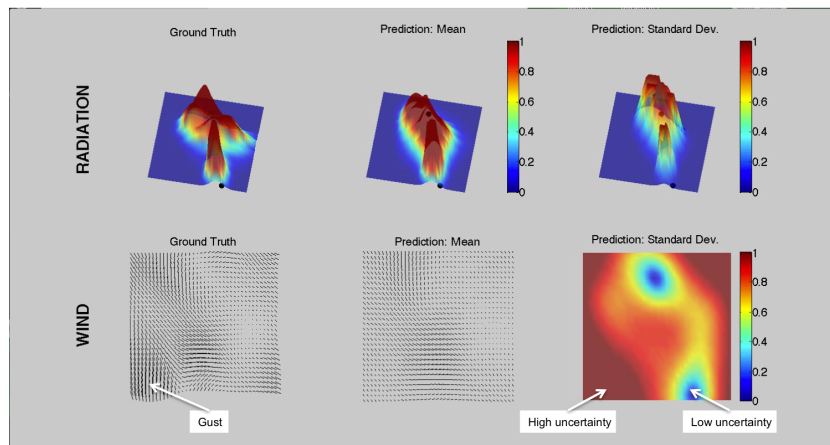 Ground Truth
Prediction: Mean
Prediction: Standard Dev.
RADIATION
1
0.8
0.6
0.4
0.2
0
1
0.8
0.6
0.4
0.2
0
Ground Truth
Prediction: Mean
Prediction: Standard Dev.
WIND
1
0.8
0.6
0.4
0.2
0
Gust
High uncertainty
Low uncertainty